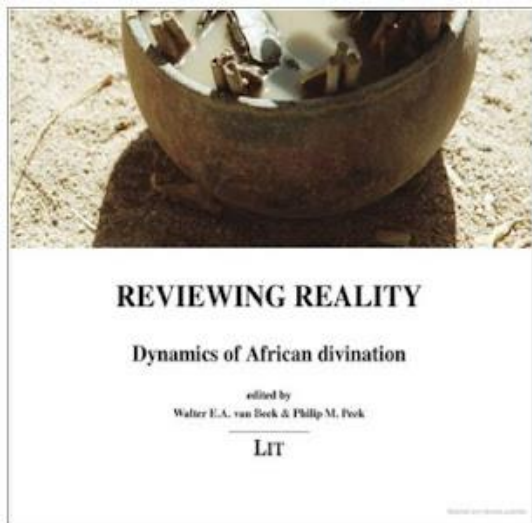 REVIEWING REALITY
Dynamics of African divination
edited by
Walter E.A. van Beek & Philip M. Peek
LIT